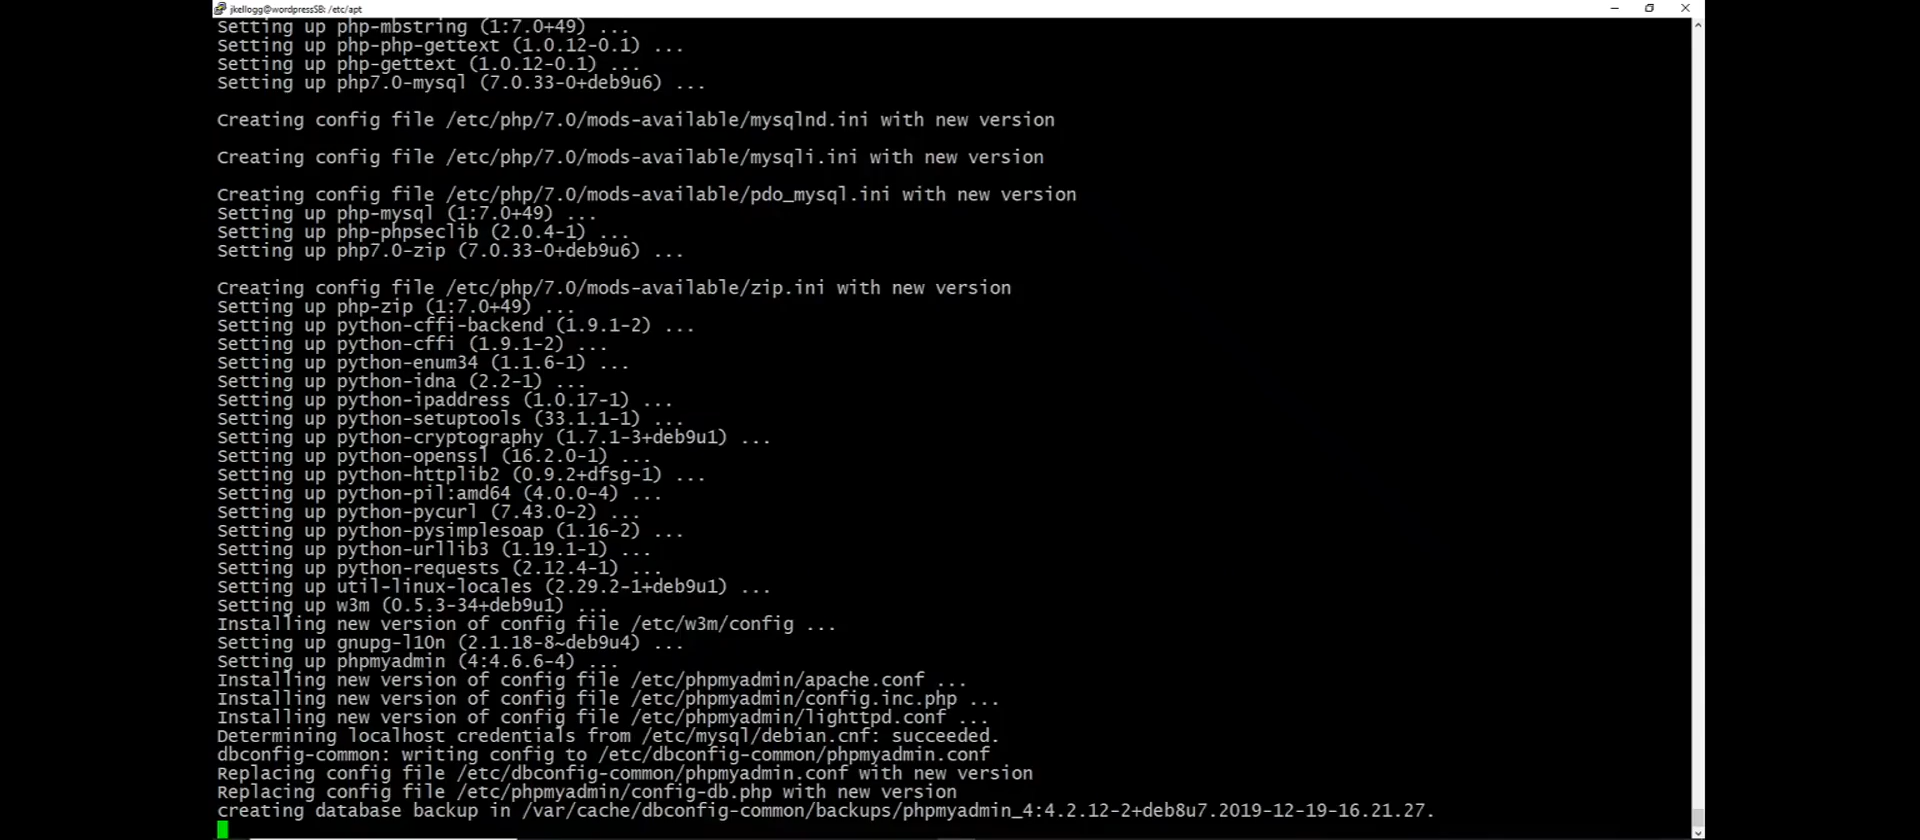 jkellogg@wordpressSB: /etc/apt
Setting up php-mbstring (1:7.0+49) ...
Setting up php-php-gettext (1.0.12-0.1) ...
Setting up php-gettext (1.0.12-0.1) ...
Setting up php7.0-mysql (7.0.33-0+deb9u6) ...
Creating config file /etc/php/7.0/mods-available/mysqlnd.ini with new version
Creating config file /etc/php/7.0/mods-available/mysqli.ini with new version
Creating config file /etc/php/7.0/mods-available/pdo_mysql.ini with new version
Setting up php-mysql (1:7.0+49) ...
Setting up php-phpseclib (2.0.4-1) ...
Setting up php7.0-zip (7.0.33-0+deb9u6) ...
Creating config file /etc/php/7.0/mods-available/zip.ini with new version
Setting up php-zip (1:7.0+49) ...
Setting up python-cffi-backend (1.9.1-2) ...
Setting up python-cffi (1.9.1-2) ...
Setting up python-enum34 (1.1.6-1) ...
Setting up python-idna (2.2-1) ...
Setting up python-ipaddress (1.0.17-1) ...
Setting up python-setuptools (33.1.1-1) ...
Setting up python-cryptography (1.7.1-3+deb9u1) ...
Setting up python-openssl (16.2.0-1) ...
Setting up python-httplib2 (0.9.2+dfsg-1) ...
Setting up python-pil:amd64 (4.0.0-4) ...
Setting up python-pycurl (7.43.0-2) ...
Setting up python-pysimplesoap (1.16-2) ...
Setting up python-urllib3 (1.19.1-1) ...
Setting up python-requests (2.12.4-1) ...
Setting up util-linux-locales (2.29.2-1+deb9u1) ...
Setting up w3m (0.5.3-34+deb9u1) ...
Installing new version of config file /etc/w3m/config ...
Setting up gnupg-l10n (2.1.18-8~deb9u4) ...
Setting up phpmyadmin (4:4.6.6-4) ...
Installing new version of config file /etc/phpmyadmin/apache.conf ...
Installing new version of config file /etc/phpmyadmin/config.inc.php ...
Installing new version of config file /etc/phpmyadmin/lighttpd.conf ...
Determining localhost credentials from /etc/mysql/debian.cnf: succeeded.
dbconfig-common: writing config to /etc/dbconfig-common/phpmyadmin.conf
Replacing config file /etc/dbconfig-common/phpmyadmin.conf with new version
Replacing config file /etc/phpmyadmin/config-db.php with new version
creating database backup in /var/cache/dbconfig-common/backups/phpmyadmin_4:4.2.12-2+deb8u7.2019-12-19-16.21.27.